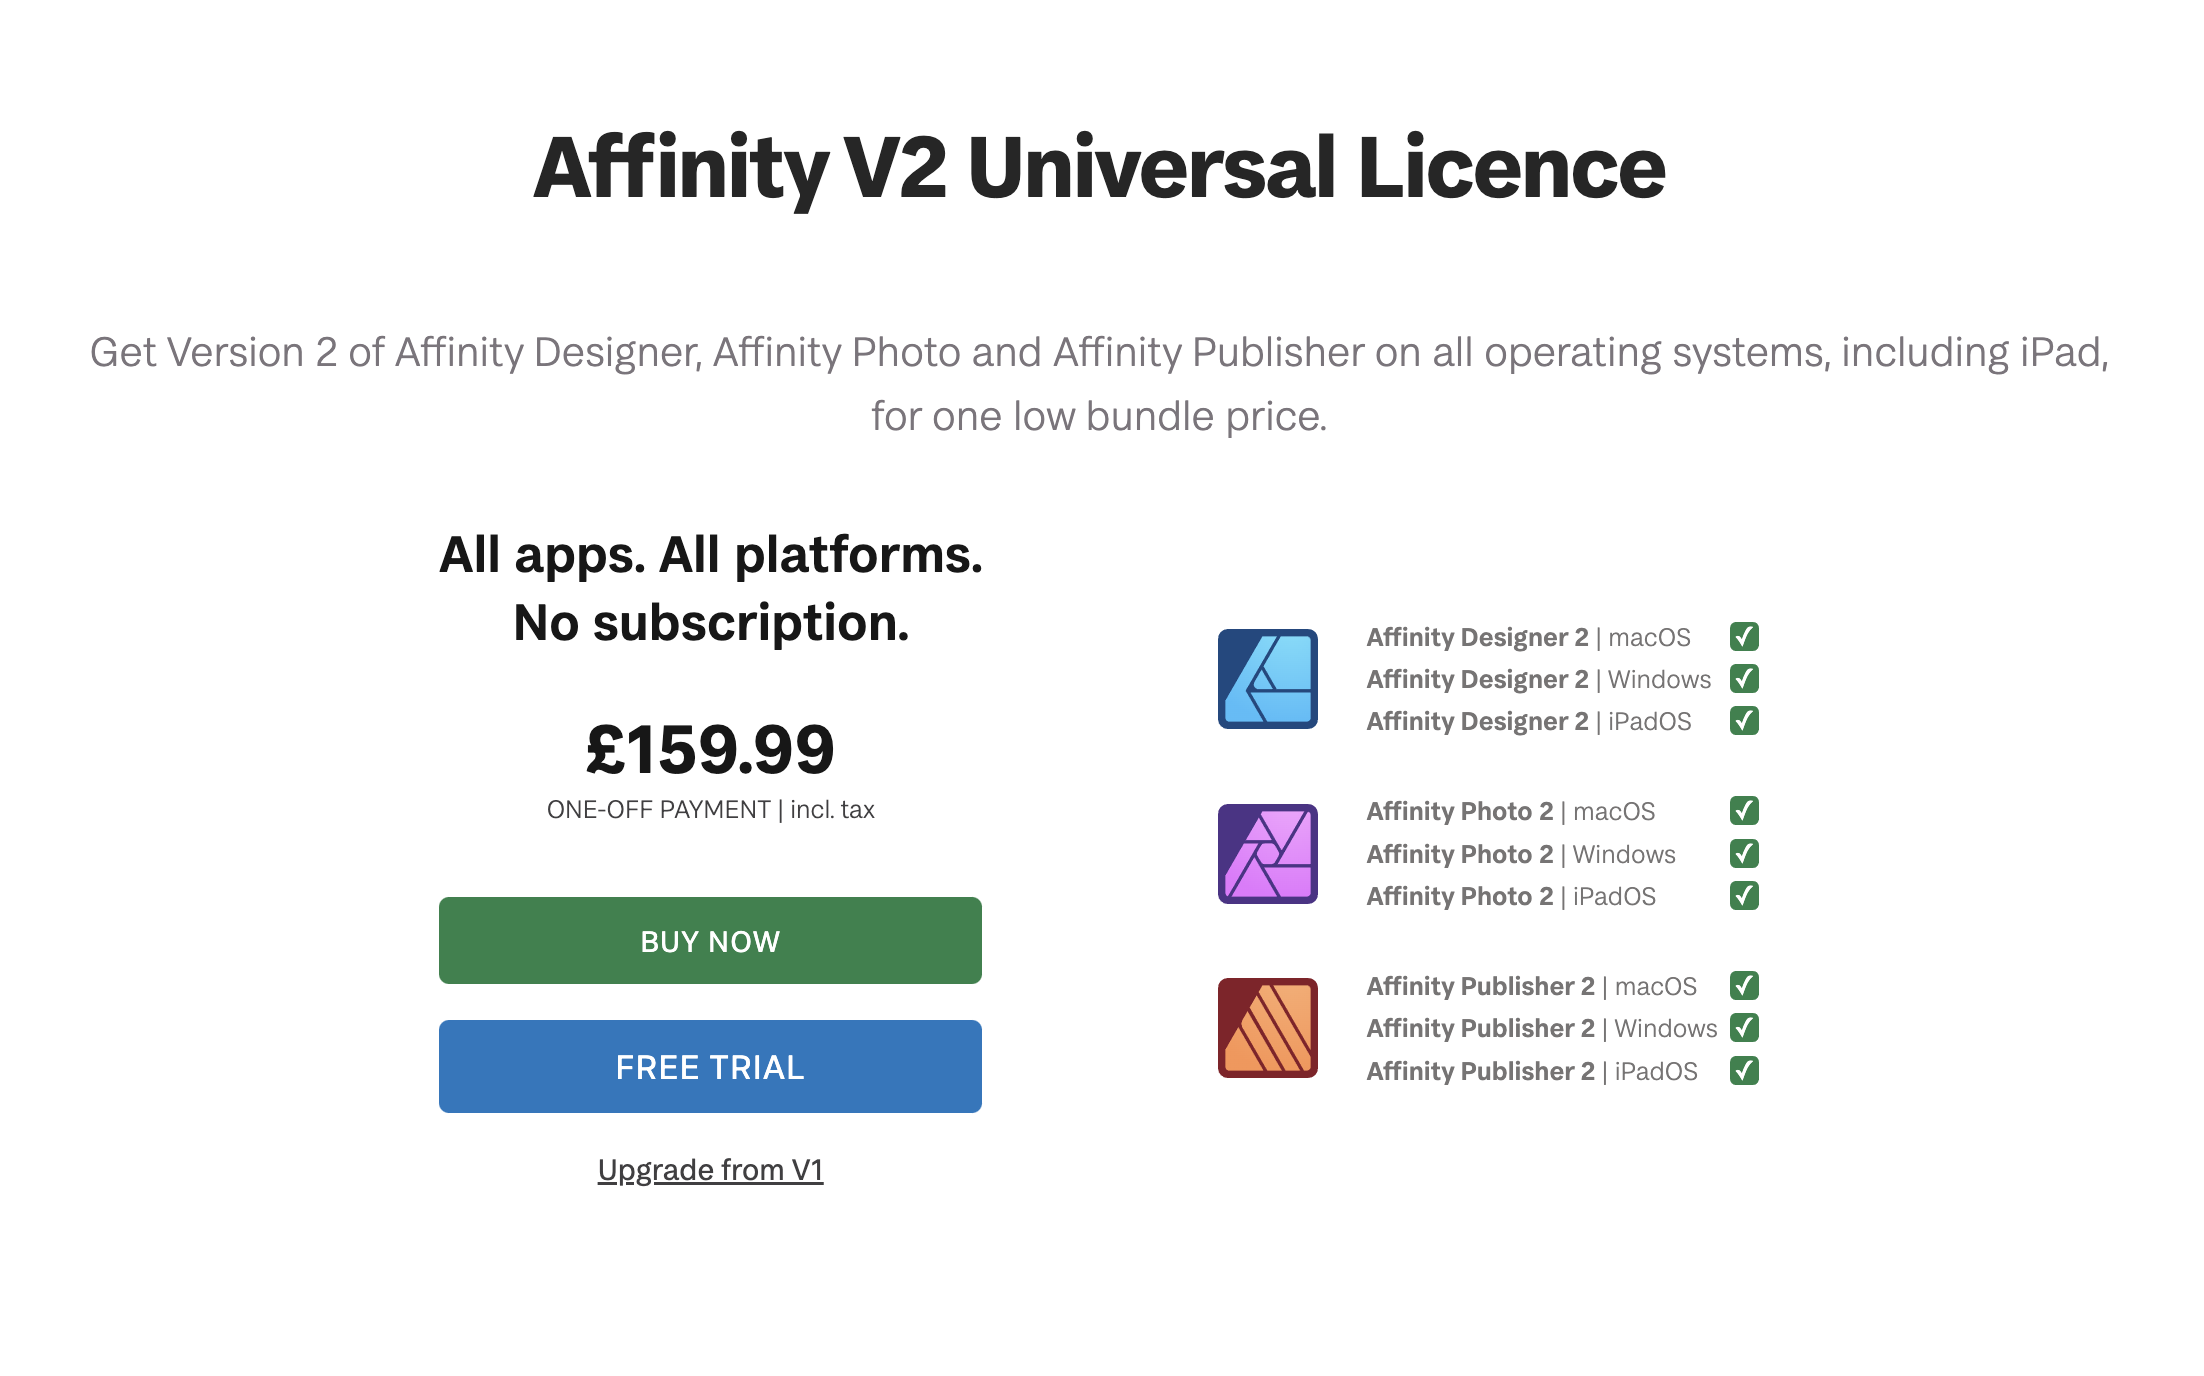 Affinity V2 Universal Licence
Get Version 2 of Affinity Designer, Affinity Photo and Affinity Publisher on all operating systems, including iPad,
for one low bundle price.
All apps. All platforms.
No subscription.
£159.99
ONE-OFF PAYMENT | incl. tax
BUY NOW
FREE TRIAL
Upgrade from V1
Affinity Designer 2 | macOS
Affinity Designer 2 | Windows
Affinity Designer 2 | iPadOS
Affinity Photo 2 | macOS
Affinity Photo 2 | Windows
Affinity Photo 2 | iPadOS
Affinity Publisher 2 | macOS
Affinity Publisher 2 | Windows
Affinity Publisher 2 | iPadOS